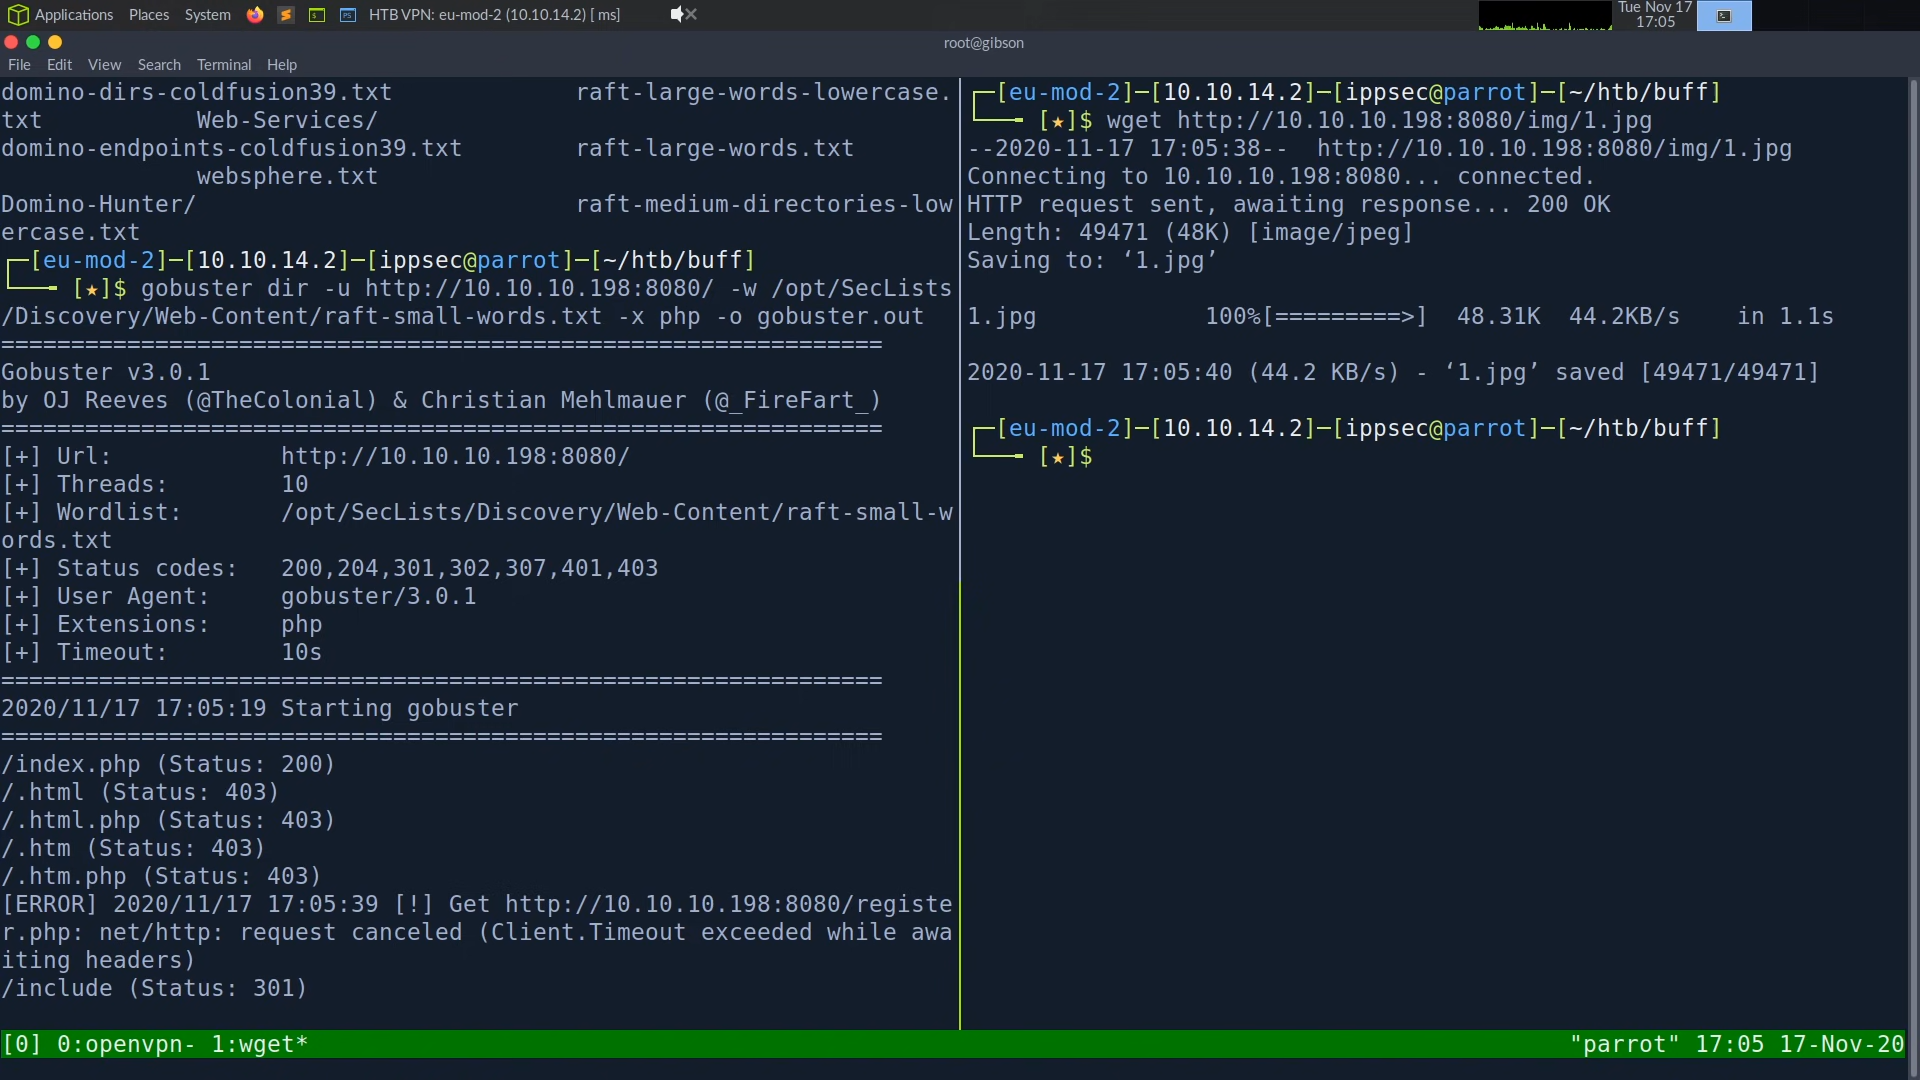 Applications Places System HTB VPN: eu-mod-2 (10.10.14.2) [ ms] Tue Nov 17
17:05
root@gibson
File Edit View Search Terminal Help
domino-dirs-coldfusion39.txt raft-large-words-lowercase.
txt Web-Services/
domino-endpoints-coldfusion39.txt raft-large-words.txt
websphere.txt
Domino-Hunter/ raft-medium-directories-low
ercase.txt
[eu-mod-2]─[10.10.14.2]─[ippsec@parrot]─[~/htb/buff]
[★]$ gobuster dir -u http://10.10.10.198:8080/ -w /opt/SecLists
/Discovery/Web-Content/raft-small-words.txt -x php -o gobuster.out
===============================================================
Gobuster v3.0.1
by OJ Reeves (@TheColonial) & Christian Mehlmauer (@_FireFart_)
===============================================================
[+] Url: http://10.10.10.198:8080/
[+] Threads: 10
[+] Wordlist: /opt/SecLists/Discovery/Web-Content/raft-small-w
ords.txt
[+] Status codes: 200,204,301,302,307,401,403
[+] User Agent: gobuster/3.0.1
[+] Extensions: php
[+] Timeout: 10s
===============================================================
2020/11/17 17:05:19 Starting gobuster
===============================================================
/index.php (Status: 200)
/.html (Status: 403)
/.html.php (Status: 403)
/.htm (Status: 403)
/.htm.php (Status: 403)
[ERROR] 2020/11/17 17:05:39 [!] Get http://10.10.10.198:8080/registe
r.php: net/http: request canceled (Client.Timeout exceeded while awa
iting headers)
/include (Status: 301)
[eu-mod-2]─[10.10.14.2]─[ippsec@parrot]─[~/htb/buff]
[★]$ wget http://10.10.10.198:8080/img/1.jpg
--2020-11-17 17:05:38-- http://10.10.10.198:8080/img/1.jpg
Connecting to 10.10.10.198:8080... connected.
HTTP request sent, awaiting response... 200 OK
Length: 49471 (48K) [image/jpeg]
Saving to: ‘1.jpg’
1.jpg 100%[=========>] 48.31K 44.2KB/s in 1.1s
2020-11-17 17:05:40 (44.2 KB/s) - ‘1.jpg’ saved [49471/49471]
[eu-mod-2]─[10.10.14.2]─[ippsec@parrot]─[~/htb/buff]
[★]$
[0] 0:openvpn- 1:wget* "parrot" 17:05 17-Nov-20